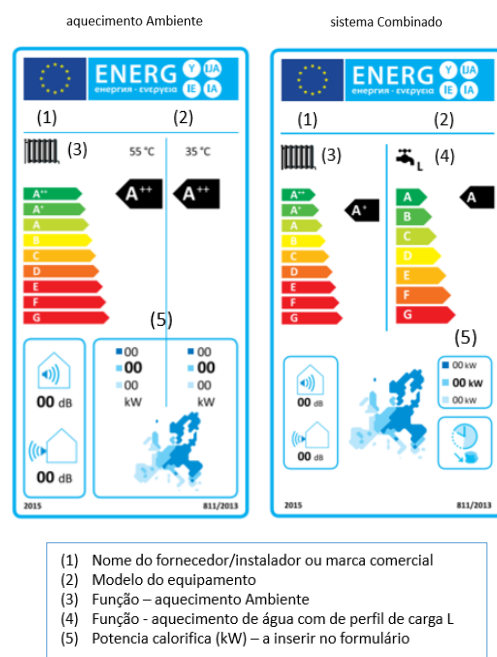 aquecimento Ambiente
sistema Combinado
ENERG Y IJA IE IA
енергия · ενεργεια
(1) (2)
(3) 55 °C 35 °C
A++ A++
A++
A+
A
B
C
D
E
F
G
(5)
00 00
00 00
00 00
kW kW
00 dB
00 dB
2015 811/2013
ENERG Y IJA IE IA
енергия · ενεργεια
(1) (2)
(3) L (4)
A+ A
A++
A+
A
B
C
D
E
F
G
A
B
C
D
E
F
G
(5)
00 kW
00 kW
00 kW
00 dB
00 dB
2015 811/2013
(1) Nome do fornecedor/instalador ou marca comercial
(2) Modelo do equipamento
(3) Função – aquecimento Ambiente
(4) Função - aquecimento de água com de perfil de carga L
(5) Potencia calorifica (kW) – a inserir no formulário